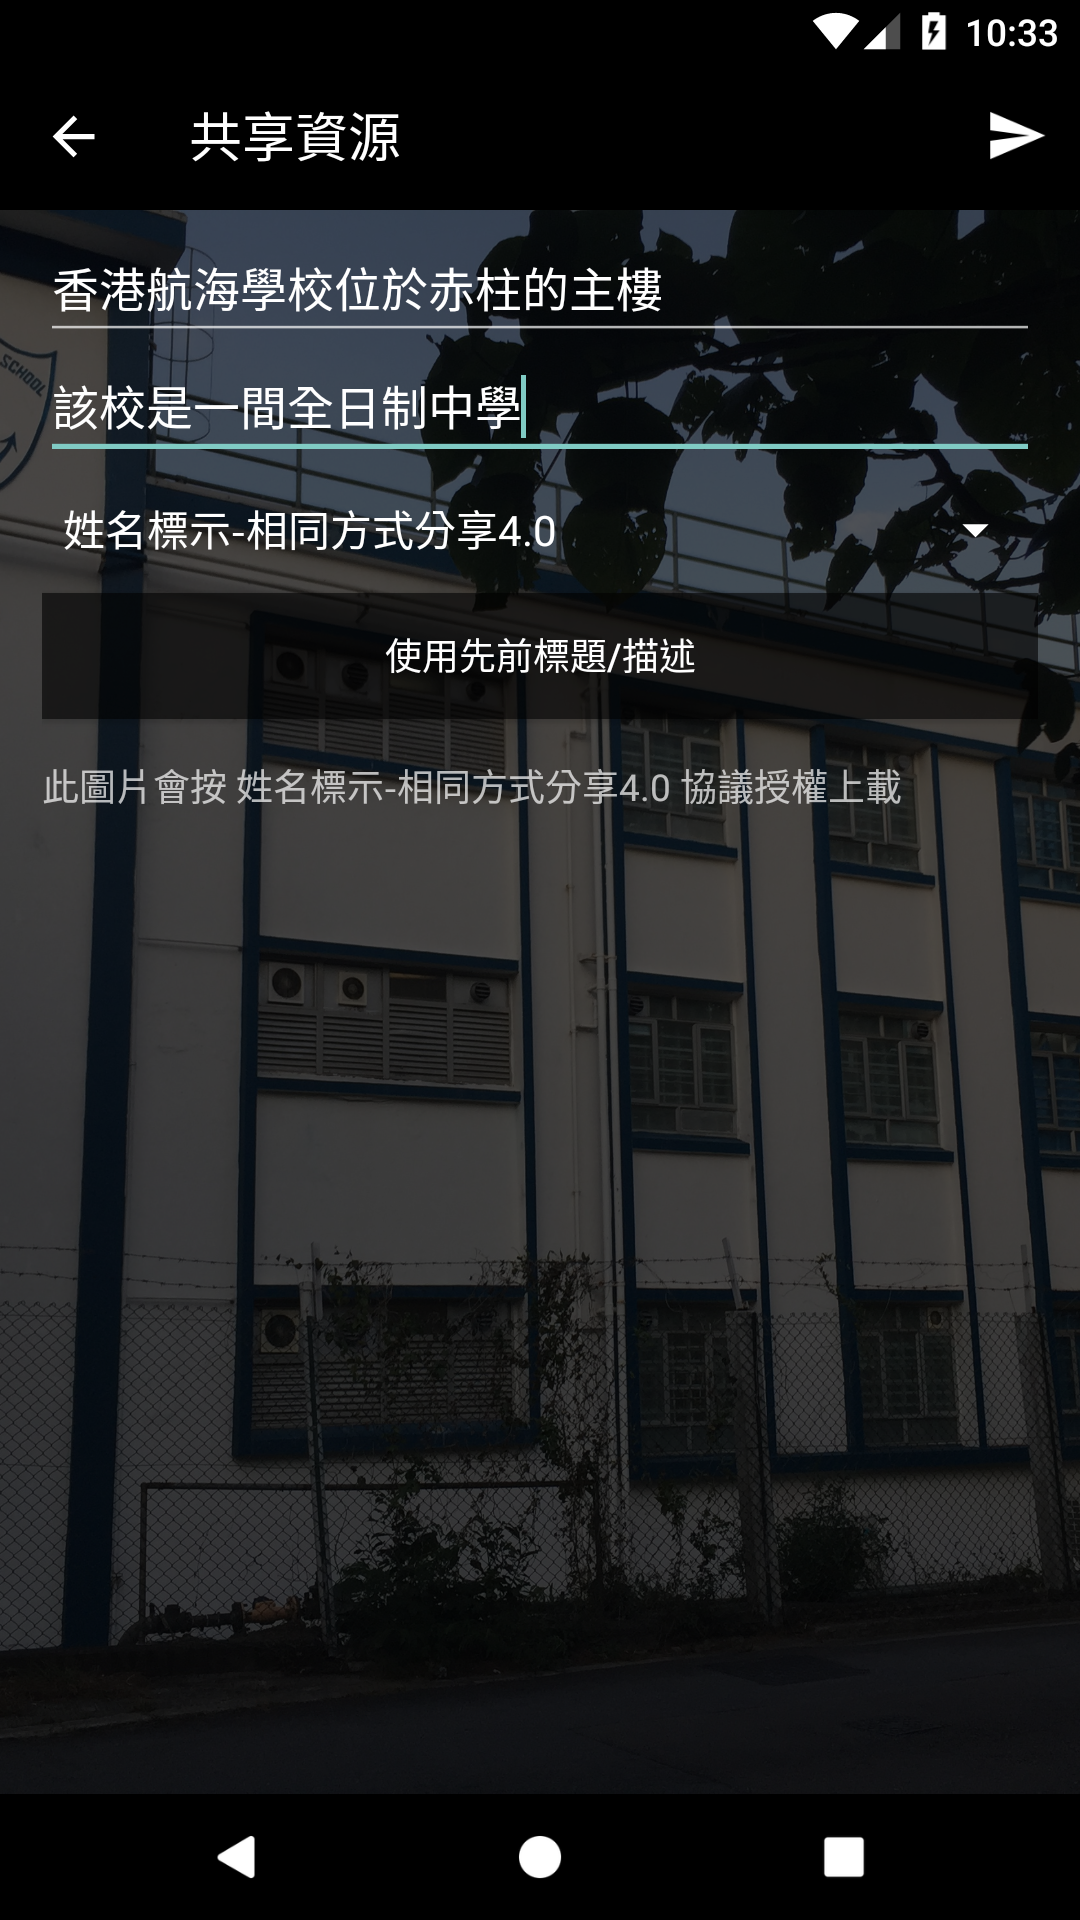 10:33
共享資源
香港航海學校位於赤柱的主樓
SCHOOL
該校是一間全日制中學
姓名標示-相同方式分享4.0
使用先前標題/描述
此圖片會按 姓名標示-相同方式分享4.0 協議授權上載